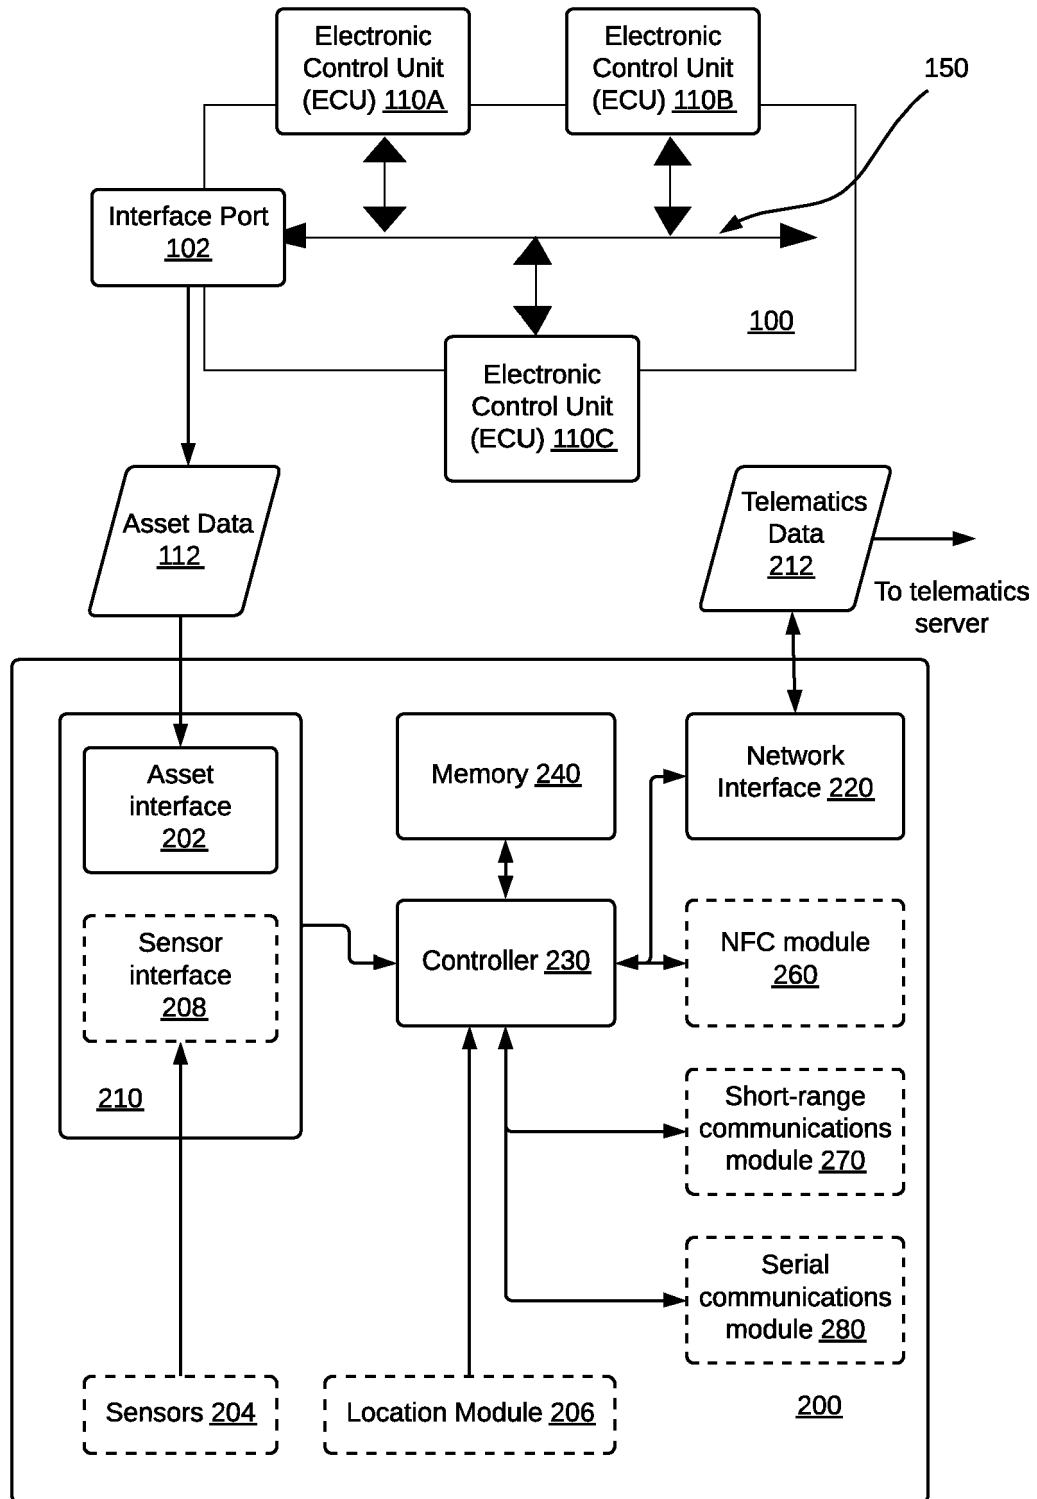 Electronic
Control Unit
(ECU) 110A
Electronic
Control Unit
(ECU) 110B
150
Interface Port
102
100
Electronic
Control Unit
(ECU) 110C
Asset Data
112
Telematics
Data
212
To telematics
server
Asset
interface
202
Memory 240
Network
Interface 220
Sensor
interface
208
Controller 230
NFC module
260
210
Short-range
communications
module 270
Serial
communications
module 280
Sensors 204
Location Module 206
200